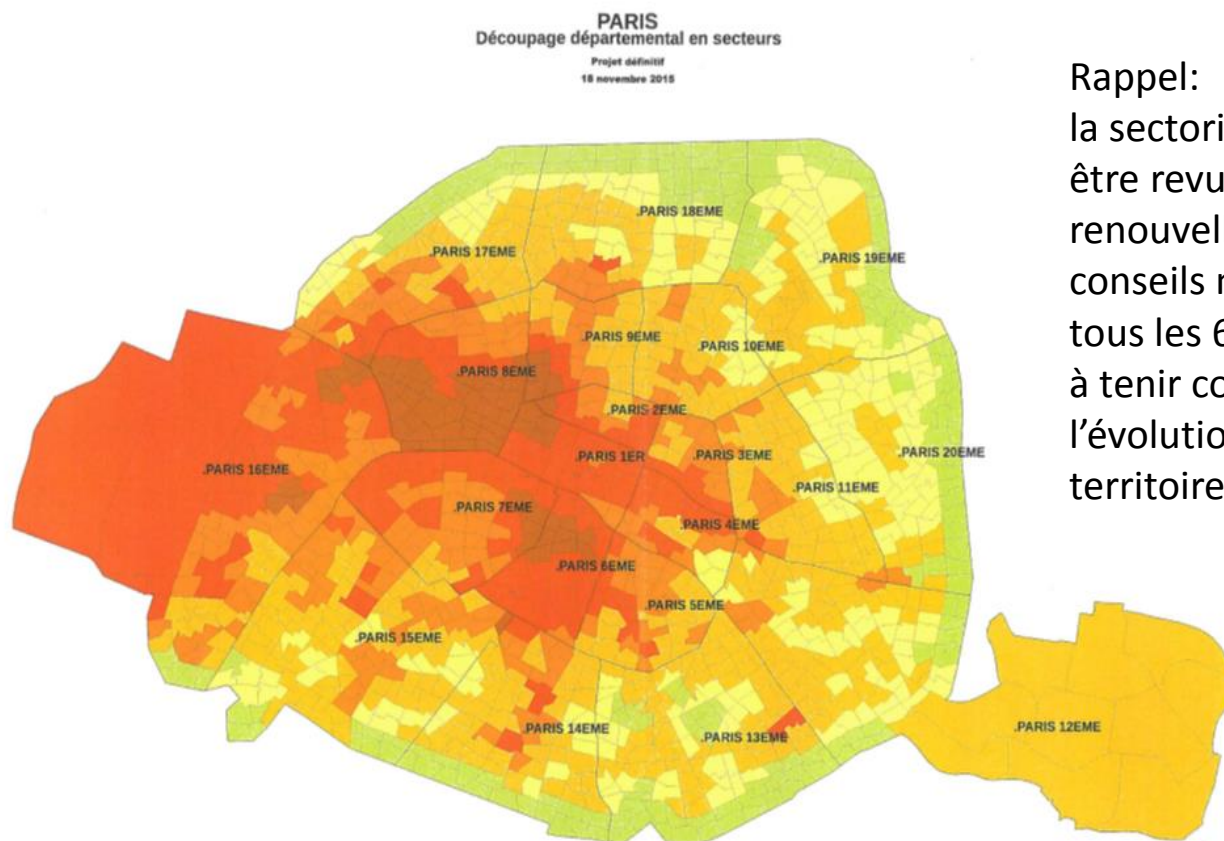 PARIS
Découpage départemental en secteurs
Projet définitif
18 novembre 2015
Rappel:
la sectori
être revu
renouvel
conseils
tous les 6
à tenir co
l’évolutio
territoire
.PARIS 18EME
.PARIS 17EME
.PARIS 19EME
.PARIS 9EME
.PARIS 10EME
.PARIS 8EME
.PARIS 2EME
.PARIS 1ER
.PARIS 3EME
.PARIS 20EME
.PARIS 16EME
.PARIS 11EME
.PARIS 7EME
.PARIS 4EME
.PARIS 6EME
.PARIS 5EME
.PARIS 15EME
.PARIS 14EME
.PARIS 13EME
.PARIS 12EME